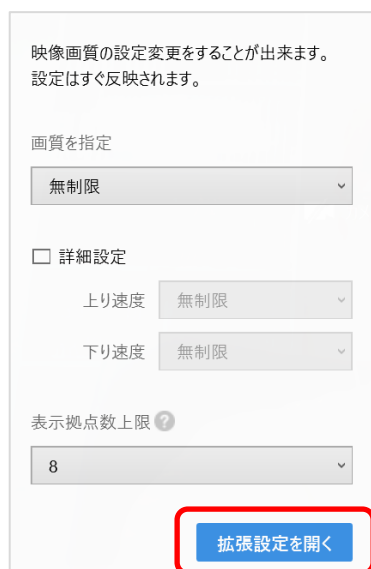 映像画質の設定変更をすることが出来ます。
設定はすぐ反映されます。
画質を指定
無制限
詳細設定
上り速度 無制限
下り速度 無制限
表示拠点数上限 ?
8
拡張設定を開く